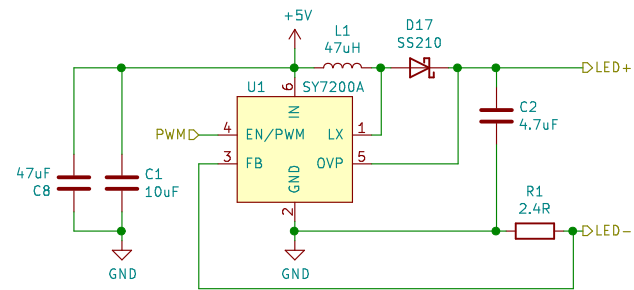 +5V
L1
47uH
D17
SS210
LED+
U1
SY7200A
6
IN
PWM
4
EN/PWM
LX
1
3
FB
OVP
5
GND
2
C2
4.7uF
47uF
C8
C1
10uF
R1
2.4R
LED-
GND
GND